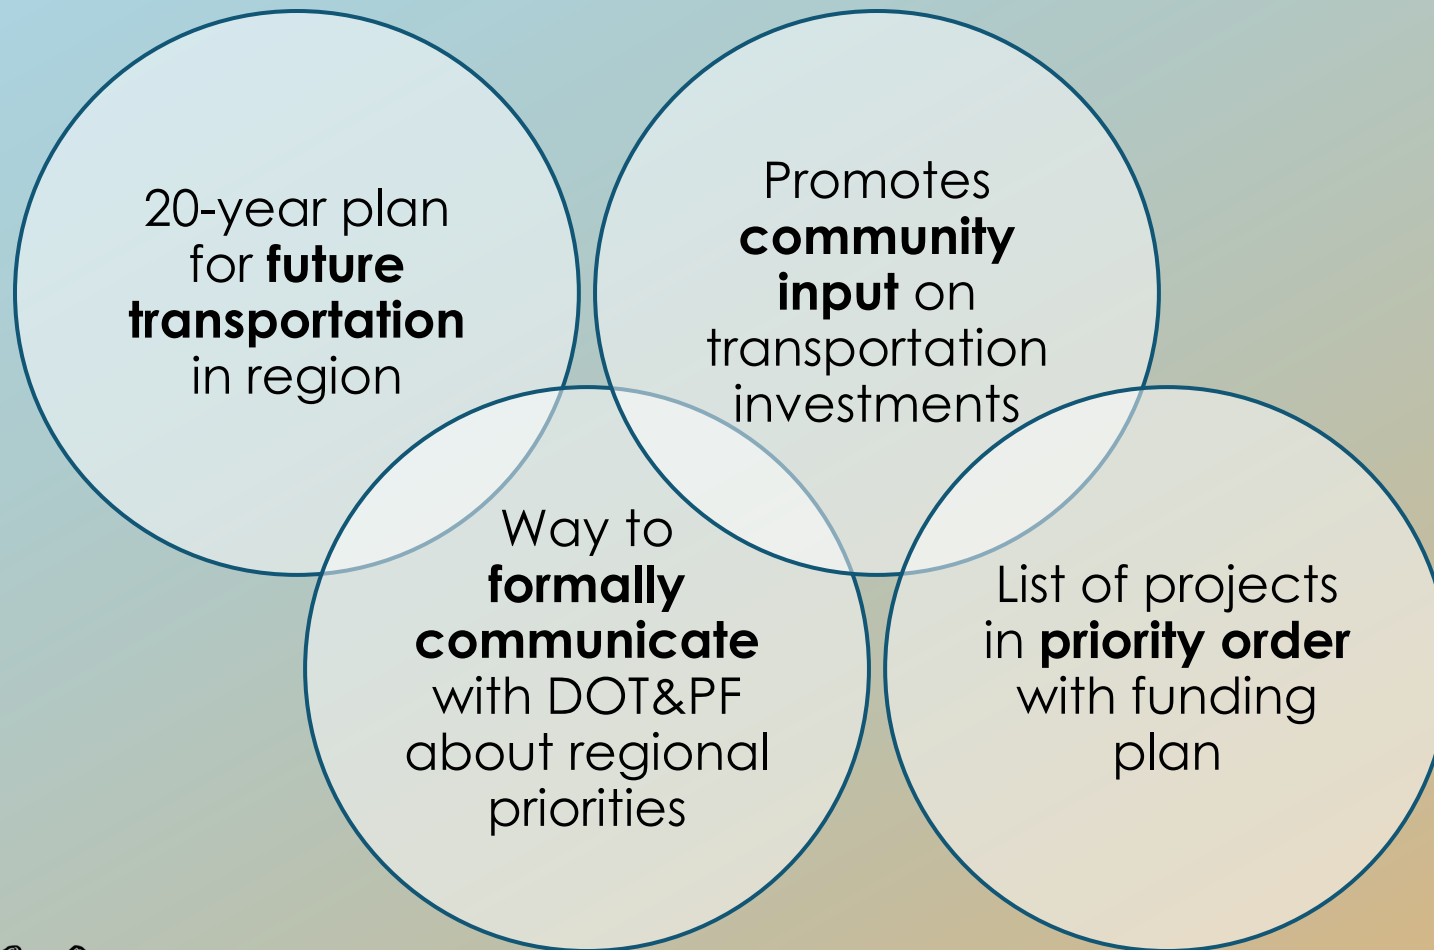 20-year plan
for future
transportation
in region
Promotes
community
input on
transportation
investments
Way to
formally
communicate
with DOT&PF
about regional
priorities
List of projects
in priority order
with funding
plan